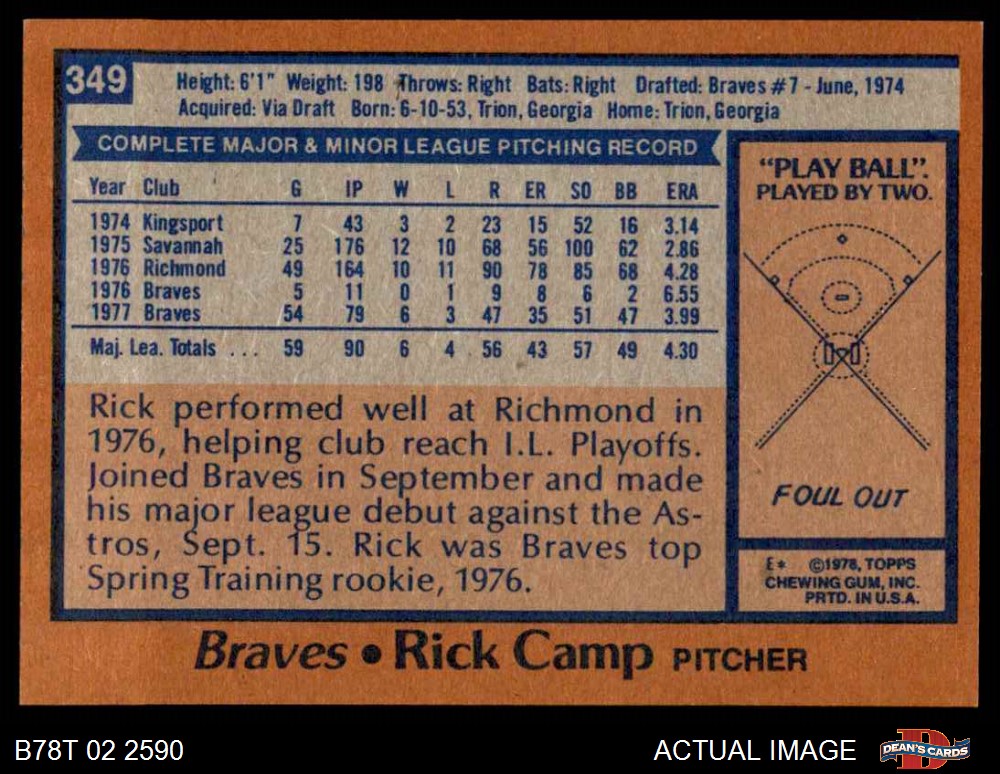 349
Height: 6'1" Weight: 198 Throws: Right Bats: Right Drafted: Braves #7 - June, 1974
Acquired: Via Draft Born: 6-10-53, Trion, Georgia Home: Trion, Georgia
COMPLETE MAJOR & MINOR LEAGUE PITCHING RECORD
Year Club G IP W L R ER SO BB ERA
1974 Kingsport 7 43 3 2 23 15 52 16 3.14
1975 Savannah 25 176 12 10 68 56 100 62 2.86
1976 Richmond 49 164 10 11 90 78 85 68 4.28
1976 Braves 5 11 0 1 9 8 6 2 6.55
1977 Braves 54 79 6 3 47 35 51 47 3.99
Maj. Lea. Totals ... 59 90 6 4 56 43 57 49 4.30
Rick performed well at Richmond in
1976, helping club reach I.L. Playoffs.
Joined Braves in September and made
his major league debut against the As-
tros, Sept. 15. Rick was Braves top
Spring Training rookie, 1976.
"PLAY BALL".
PLAYED BY TWO.
FOUL OUT
E* ©1978, TOPPS
CHEWING GUM, INC.
PRTD. IN U.S.A.
Braves • Rick Camp PITCHER
B78T 02 2590
ACTUAL IMAGE
DEAN'S CARDS